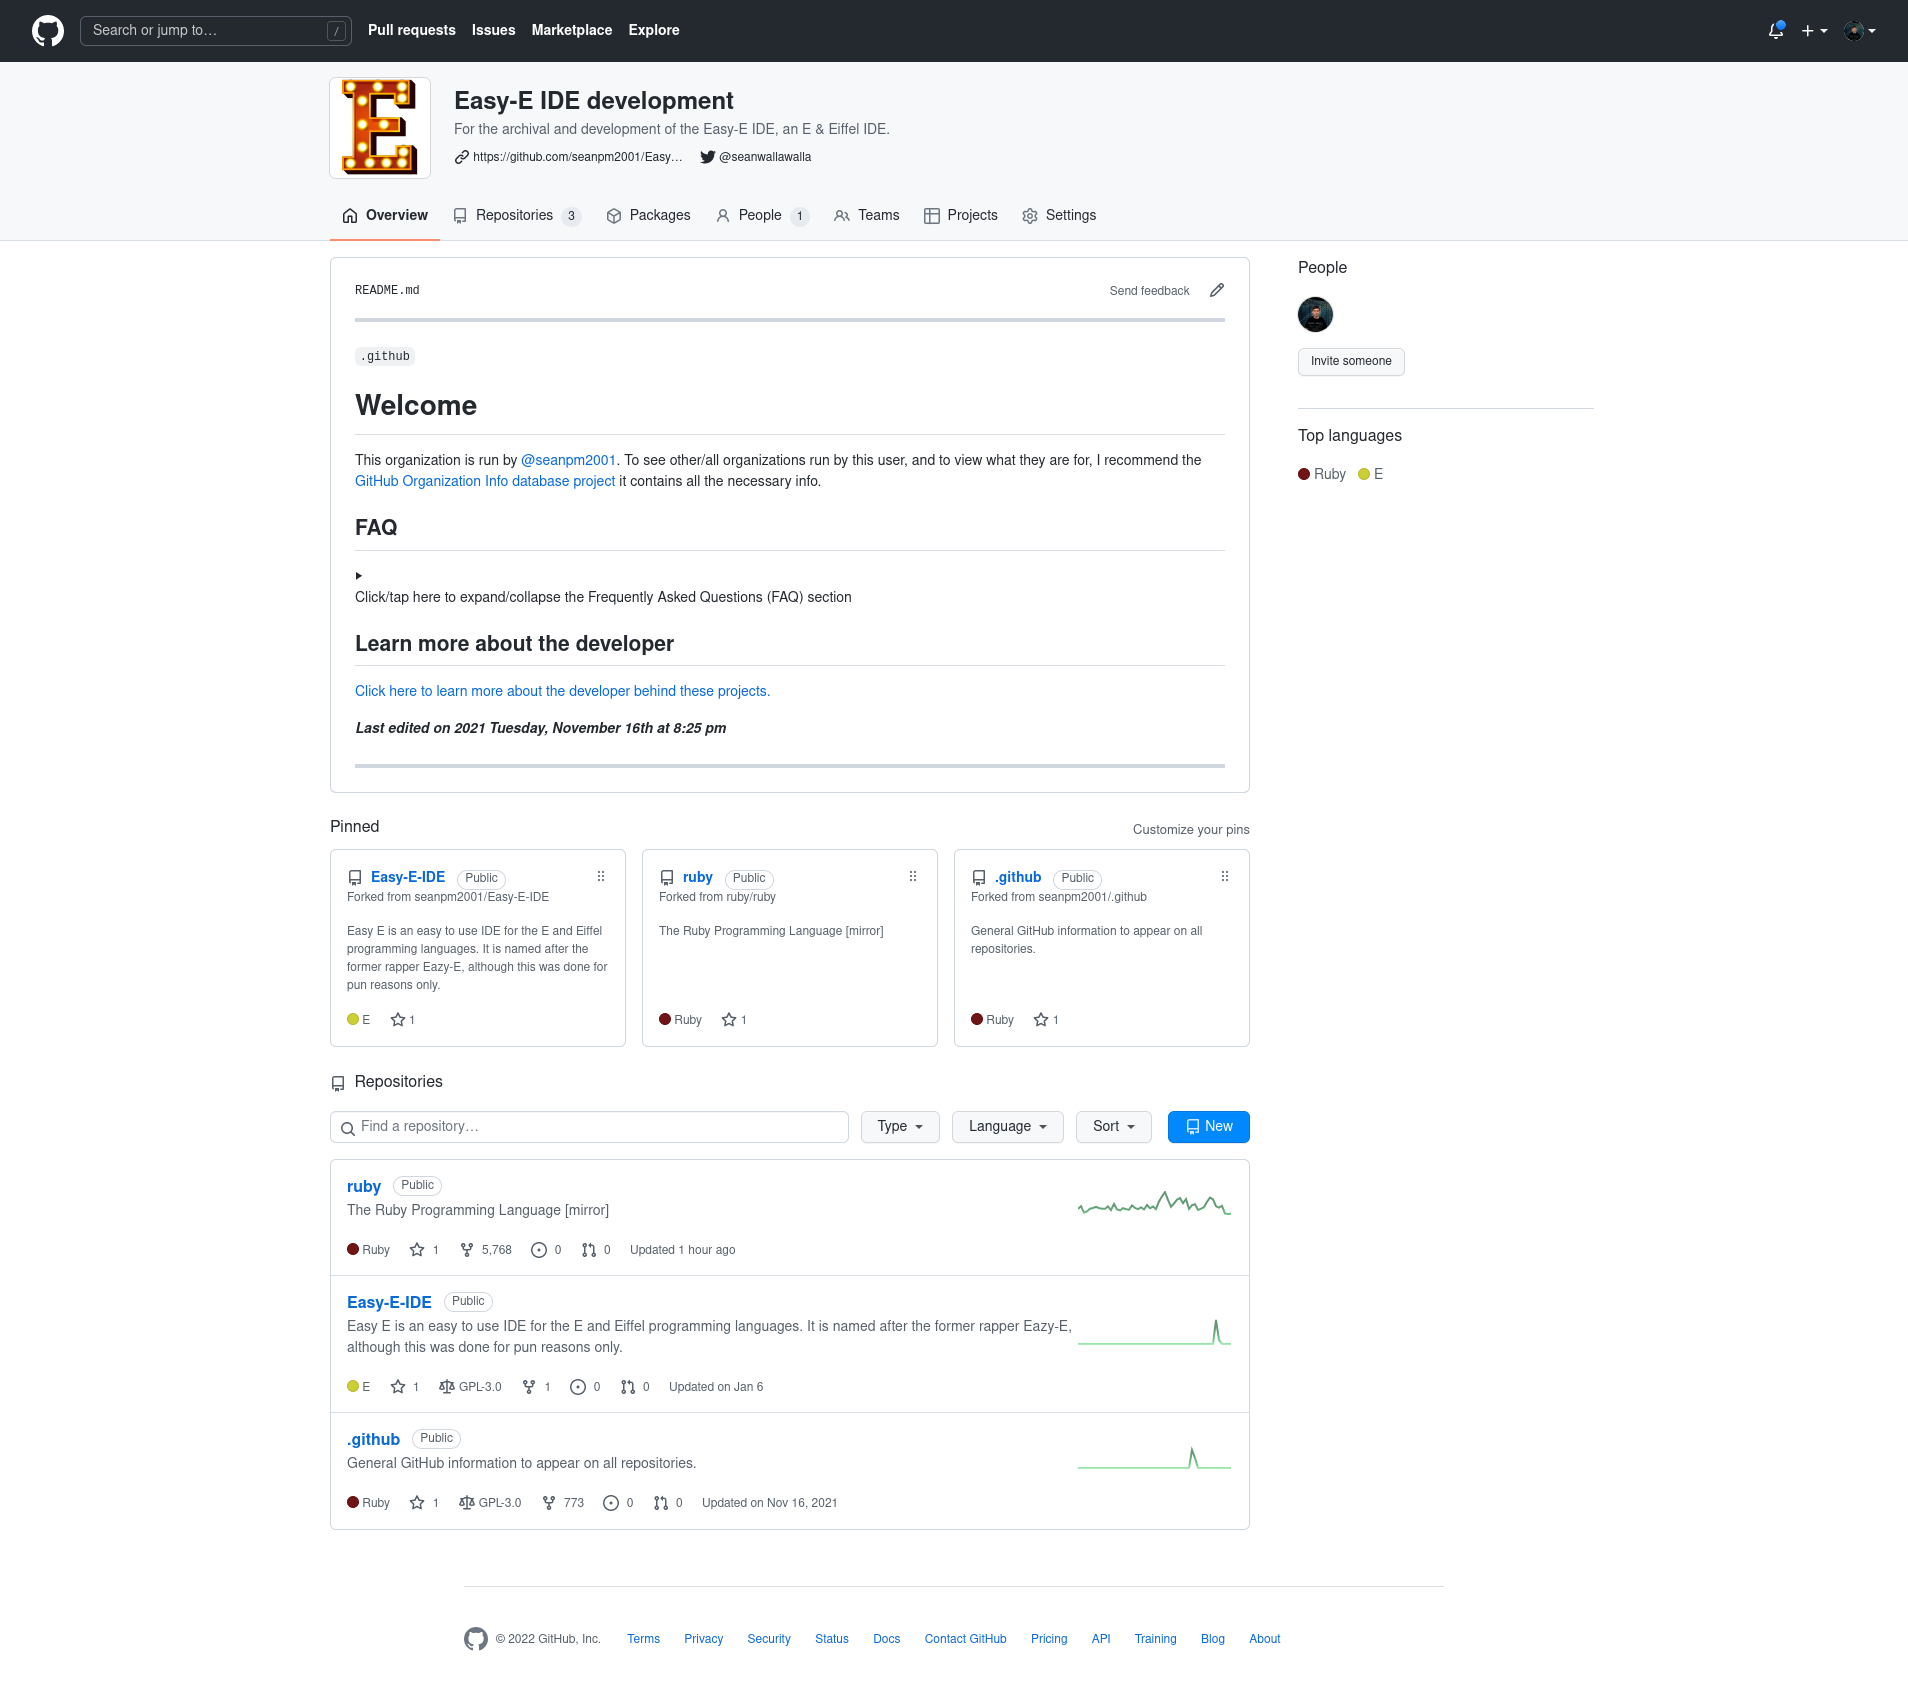 Search or jump to… /
Pull requests Issues Marketplace Explore
E
Easy-E IDE development
For the archival and development of the Easy-E IDE, an E & Eiffel IDE.
https://github.com/seanpm2001/Easy… @seanwallawalla
Overview Repositories 3 Packages People 1 Teams Projects Settings
README.md Send feedback
.github
Welcome
This organization is run by @seanpm2001. To see other/all organizations run by this user, and to view what they are for, I recommend the
GitHub Organization Info database project it contains all the necessary info.
FAQ
Click/tap here to expand/collapse the Frequently Asked Questions (FAQ) section
Learn more about the developer
Click here to learn more about the developer behind these projects.
Last edited on 2021 Tuesday, November 16th at 8:25 pm
People
Invite someone
Top languages
Ruby E
Pinned Customize your pins
Easy-E-IDE Public
Forked from seanpm2001/Easy-E-IDE
Easy E is an easy to use IDE for the E and Eiffel
programming languages. It is named after the
former rapper Eazy-E, although this was done for
pun reasons only.
E 1
ruby Public
Forked from ruby/ruby
The Ruby Programming Language [mirror]
Ruby 1
.github Public
Forked from seanpm2001/.github
General GitHub information to appear on all
repositories.
Ruby 1
Repositories
Find a repository… Type Language Sort New
ruby Public
The Ruby Programming Language [mirror]
Ruby 1 5,768 0 0 Updated 1 hour ago
Easy-E-IDE Public
Easy E is an easy to use IDE for the E and Eiffel programming languages. It is named after the former rapper Eazy-E,
although this was done for pun reasons only.
E 1 GPL-3.0 1 0 0 Updated on Jan 6
.github Public
General GitHub information to appear on all repositories.
Ruby 1 GPL-3.0 773 0 0 Updated on Nov 16, 2021
© 2022 GitHub, Inc. Terms Privacy Security Status Docs Contact GitHub Pricing API Training Blog About